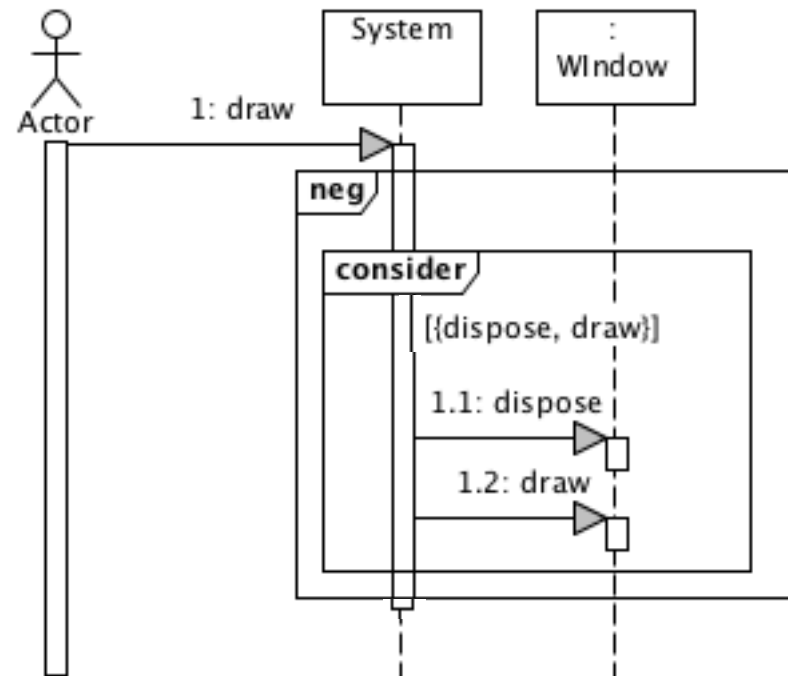 System
:
WIndow
Actor
1: draw
neg
consider
[{dispose, draw}]
1.1: dispose
1.2: draw